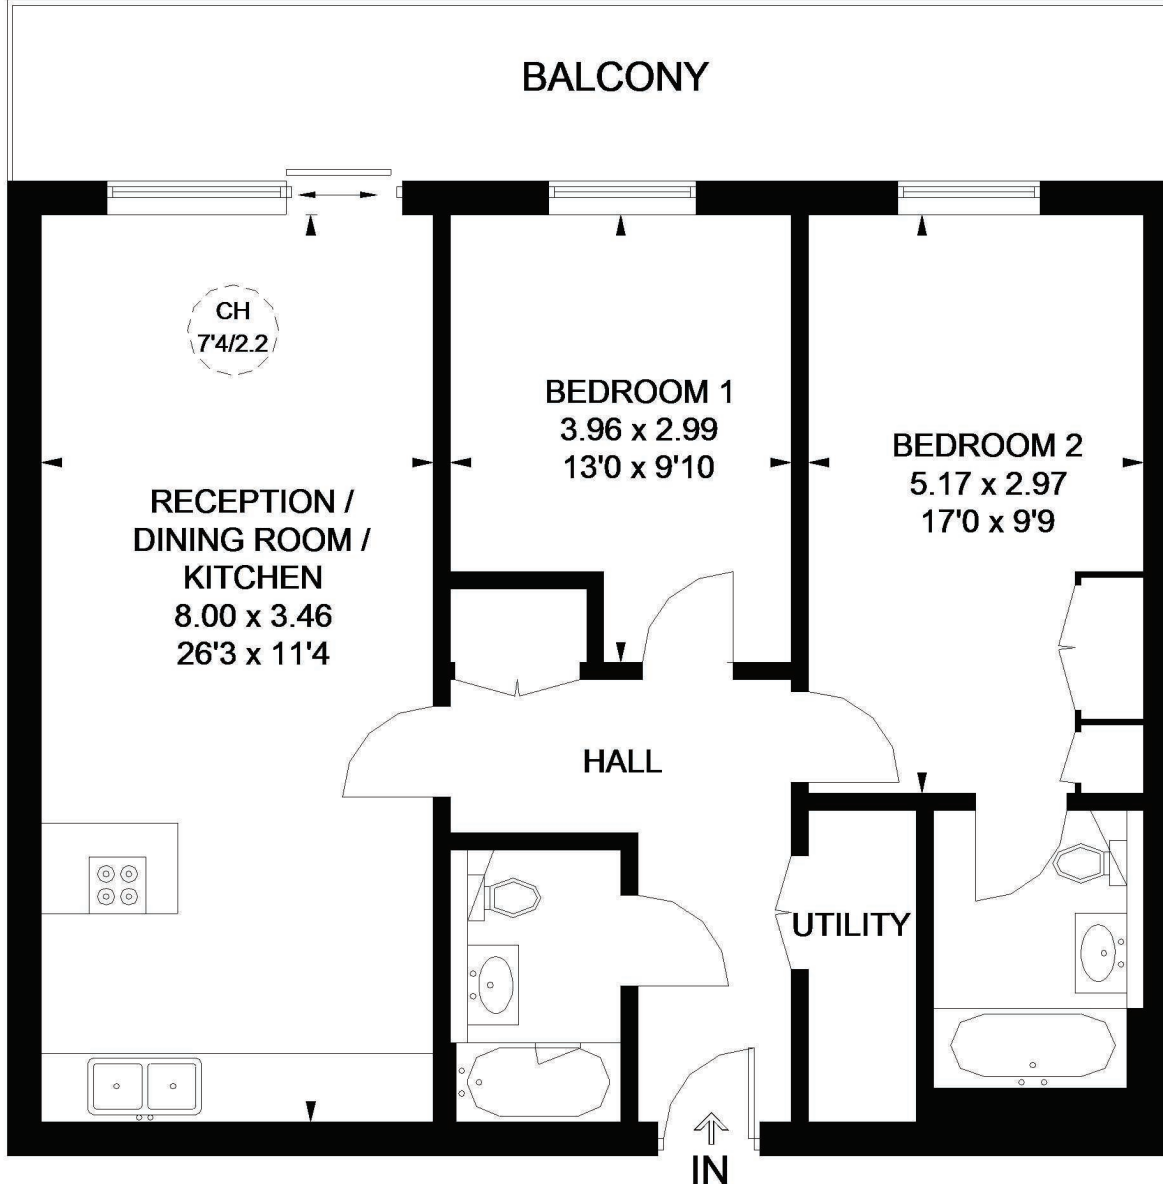 BALCONY
CH
7'4/2.2
RECEPTION /
DINING ROOM /
KITCHEN
8.00 x 3.46
26'3 x 11'4
BEDROOM 1
3.96 x 2.99
13'0 x 9'10
BEDROOM 2
5.17 x 2.97
17'0 x 9'9
HALL
UTILITY
IN